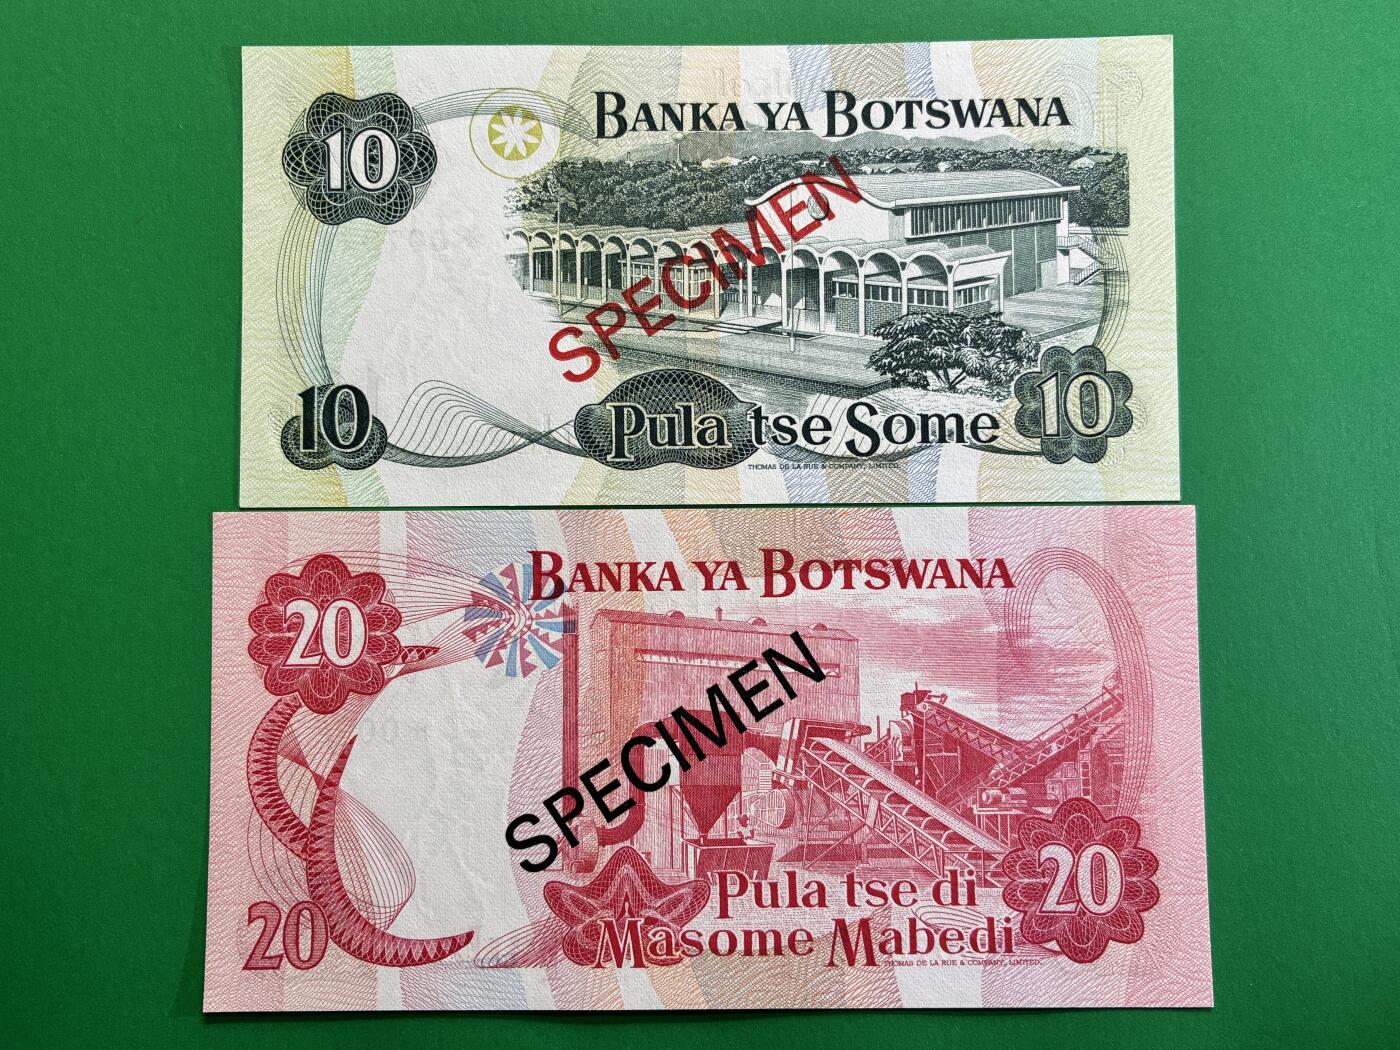 10
BANKA YA BOTSWANA
SPECIMEN
10
Pula tse Some
10
THOMAS DE LA RUE & COMPANY, LIMITED.
BANKA YA BOTSWANA
20
SPECIMEN
Pula tse di
20
20
Masome Mabedi
THOMAS DE LA RUE & COMPANY, LIMITED.